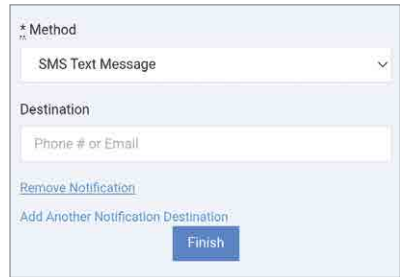 * Method
SMS Text Message
Destination
Phone # or Email
Remove Notification
Add Another Notification Destination
Finish